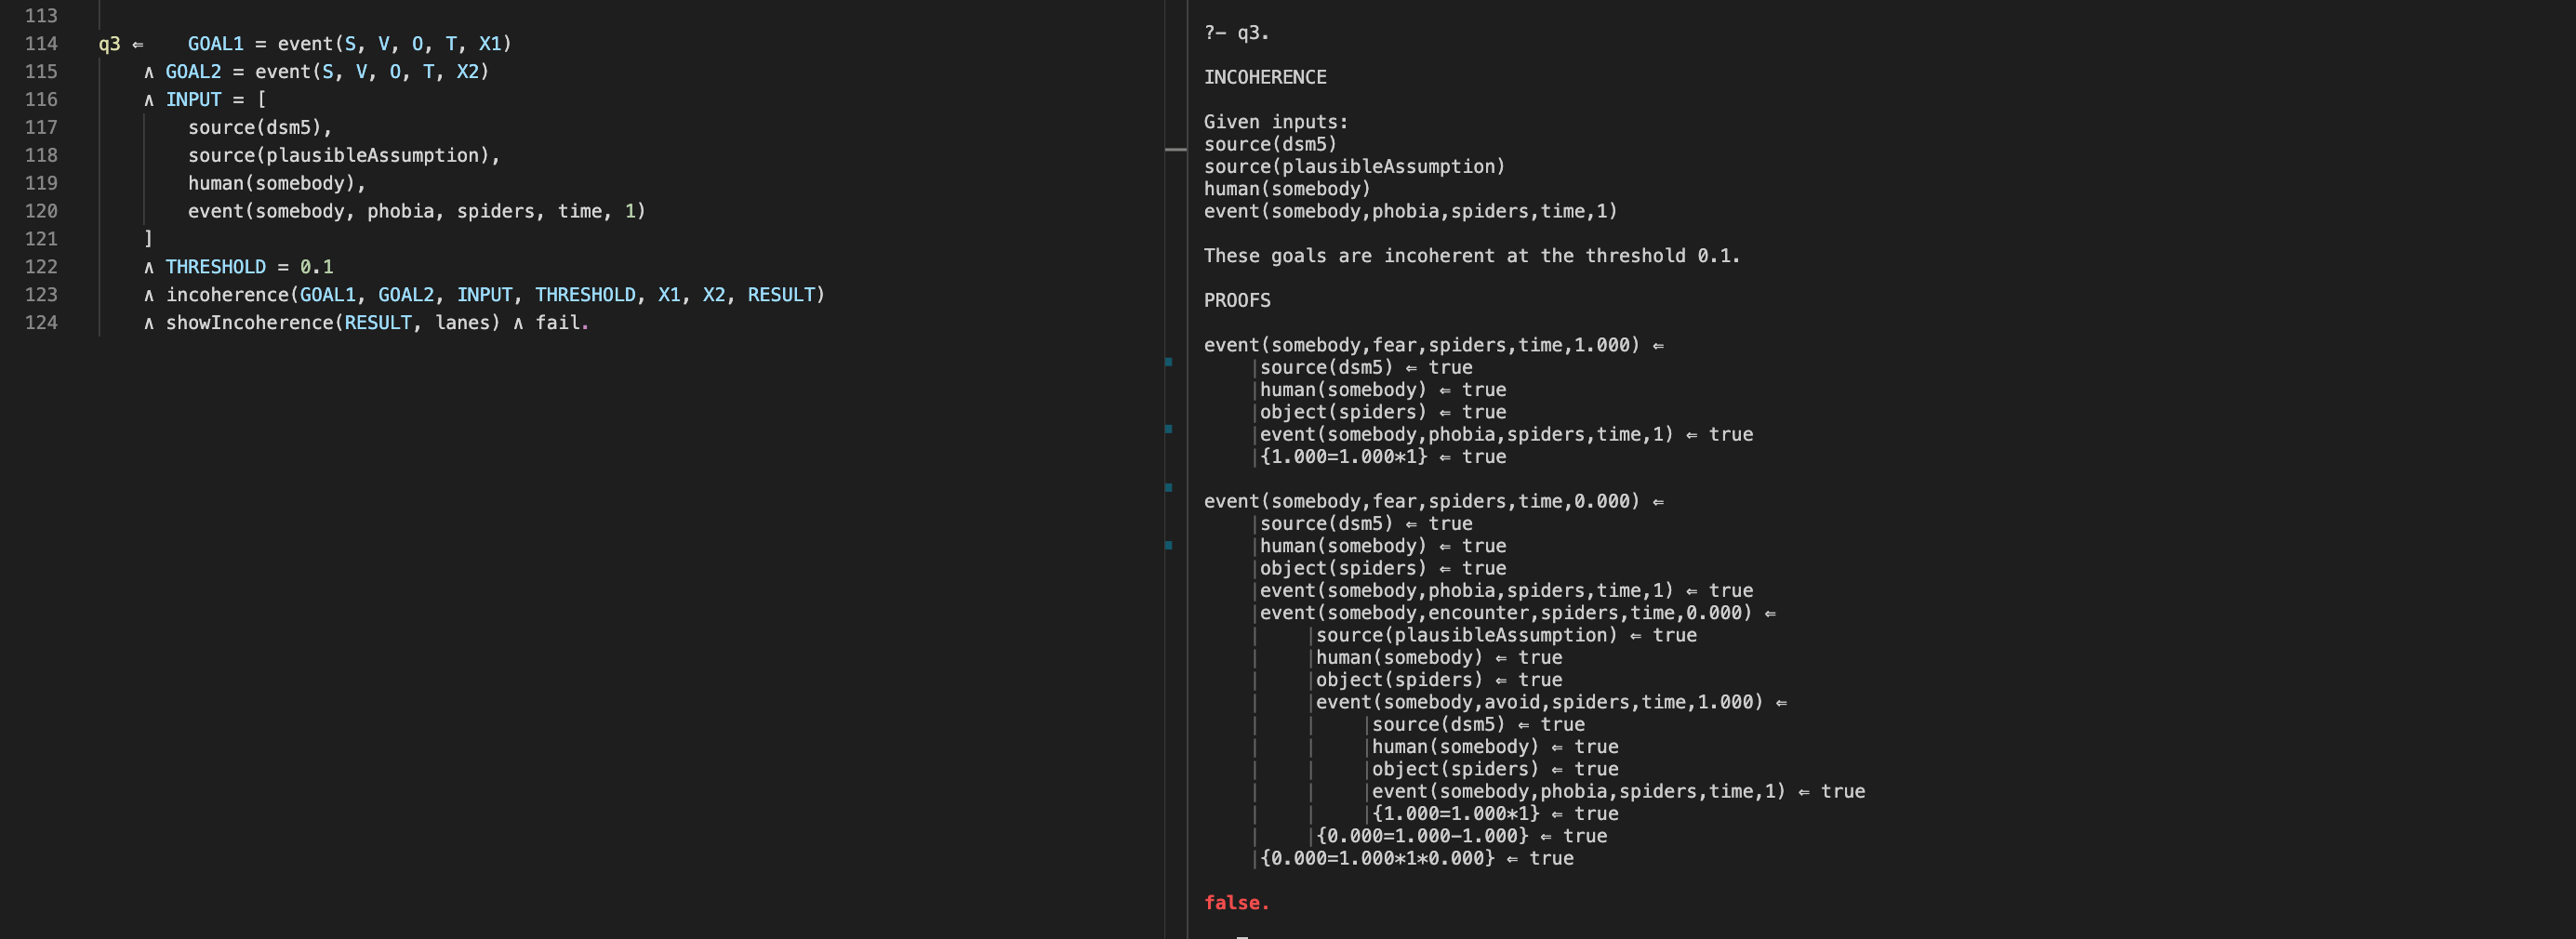 113
114 q3 ⇐    GOAL1 = event(S, V, O, T, X1)
115     ∧ GOAL2 = event(S, V, O, T, X2)
116     ∧ INPUT = [
117         source(dsm5),
118         source(plausibleAssumption),
119         human(somebody),
120         event(somebody, phobia, spiders, time, 1)
121     ]
122     ∧ THRESHOLD = 0.1
123     ∧ incoherence(GOAL1, GOAL2, INPUT, THRESHOLD, X1, X2, RESULT)
124     ∧ showIncoherence(RESULT, lanes) ∧ fail.
?- q3.
INCOHERENCE
Given inputs:
source(dsm5)
source(plausibleAssumption)
human(somebody)
event(somebody,phobia,spiders,time,1)
These goals are incoherent at the threshold 0.1.
PROOFS
event(somebody,fear,spiders,time,1.000) ⇐
    |source(dsm5) ⇐ true
    |human(somebody) ⇐ true
    |object(spiders) ⇐ true
    |event(somebody,phobia,spiders,time,1) ⇐ true
    |{1.000=1.000*1} ⇐ true
event(somebody,fear,spiders,time,0.000) ⇐
    |source(dsm5) ⇐ true
    |human(somebody) ⇐ true
    |object(spiders) ⇐ true
    |event(somebody,phobia,spiders,time,1) ⇐ true
    |event(somebody,encounter,spiders,time,0.000) ⇐
    |    |source(plausibleAssumption) ⇐ true
    |    |human(somebody) ⇐ true
    |    |object(spiders) ⇐ true
    |    |event(somebody,avoid,spiders,time,1.000) ⇐
    |    |    |source(dsm5) ⇐ true
    |    |    |human(somebody) ⇐ true
    |    |    |object(spiders) ⇐ true
    |    |    |event(somebody,phobia,spiders,time,1) ⇐ true
    |    |    |{1.000=1.000*1} ⇐ true
    |    |{0.000=1.000-1.000} ⇐ true
    |{0.000=1.000*1*0.000} ⇐ true
false.